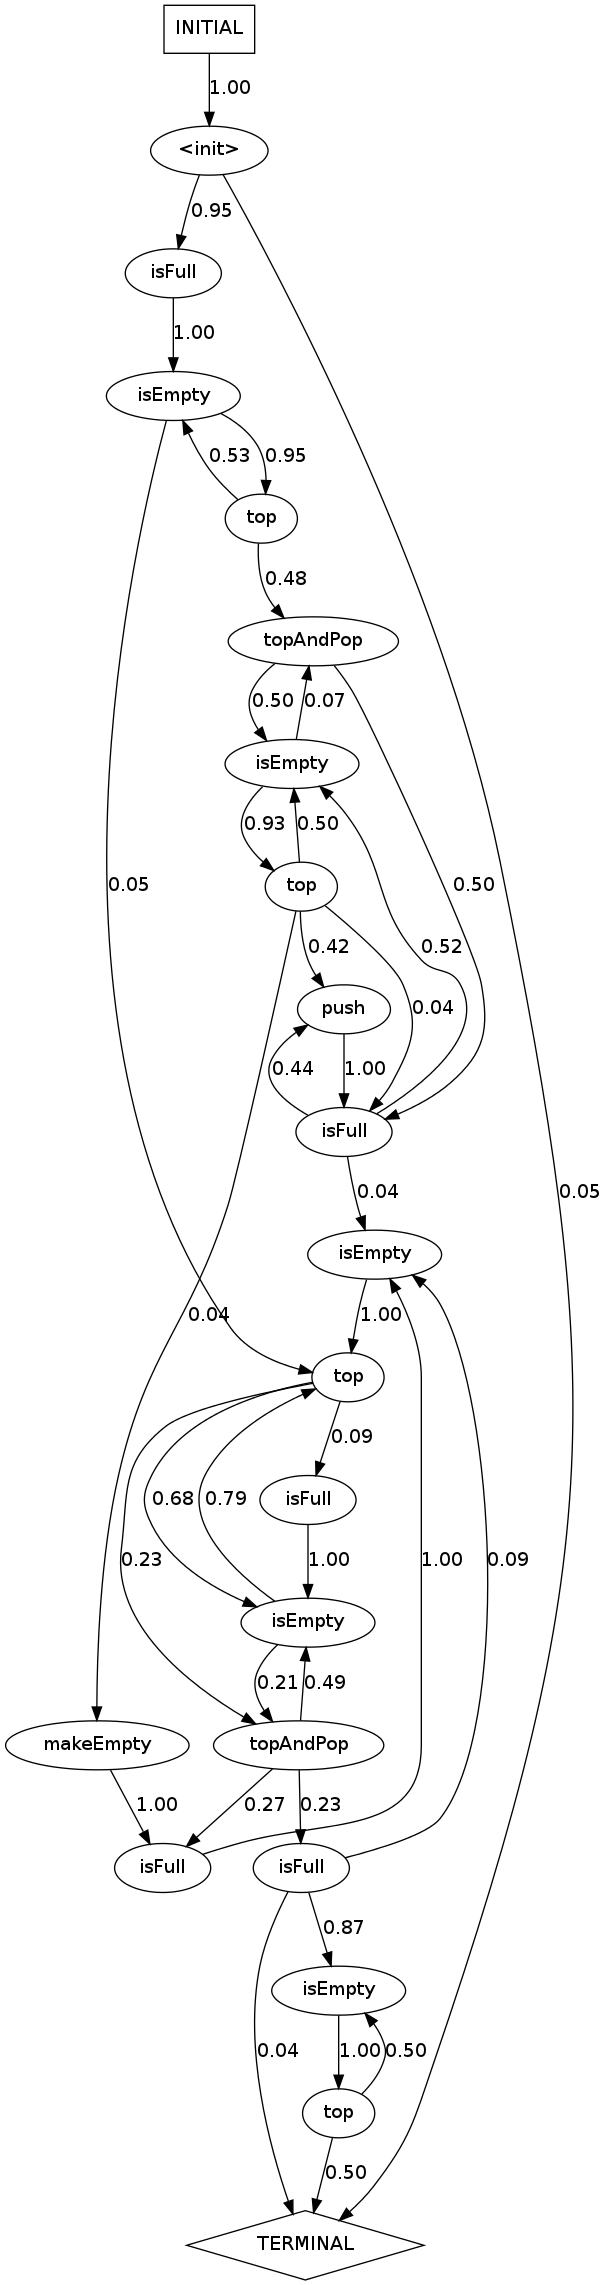 INITIAL
1.00
<init>
0.95
isFull
1.00
isEmpty
0.53 0.95
top
0.48
topAndPop
0.50 0.07
isEmpty
0.93 0.50
0.05 top 0.50
0.42 0.52
push 0.04
0.44 1.00
isFull
0.04 0.05
isEmpty
0.04 1.00
top
0.09
0.68 0.79 isFull
0.23 1.00 1.00 0.09
isEmpty
0.21 0.49
makeEmpty topAndPop
1.00 0.27 0.23
isFull isFull
0.87
isEmpty
0.04 1.00 0.50
top
0.50
TERMINAL